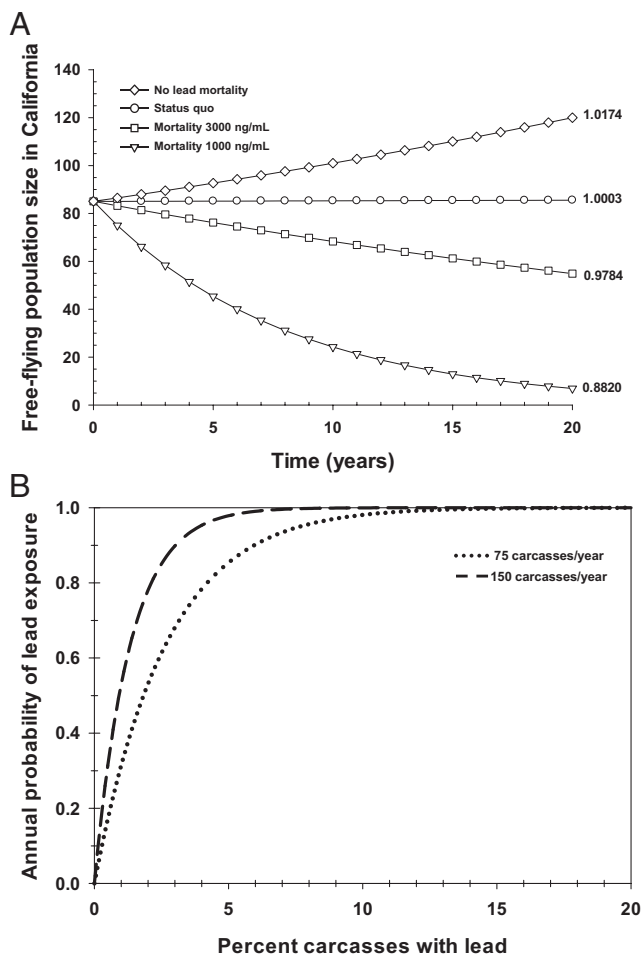 A
Free-flying population size in California
140
120
100
80
60
40
20
0
No lead mortality
Status quo
Mortality 3000 ng/mL
Mortality 1000 ng/mL
1.0174
1.0003
0.9784
0.8820
0 5 10 15 20
Time (years)
B
Annual probability of lead exposure
1.0
0.8
0.6
0.4
0.2
0.0
75 carcasses/year
150 carcasses/year
0 5 10 15 20
Percent carcasses with lead